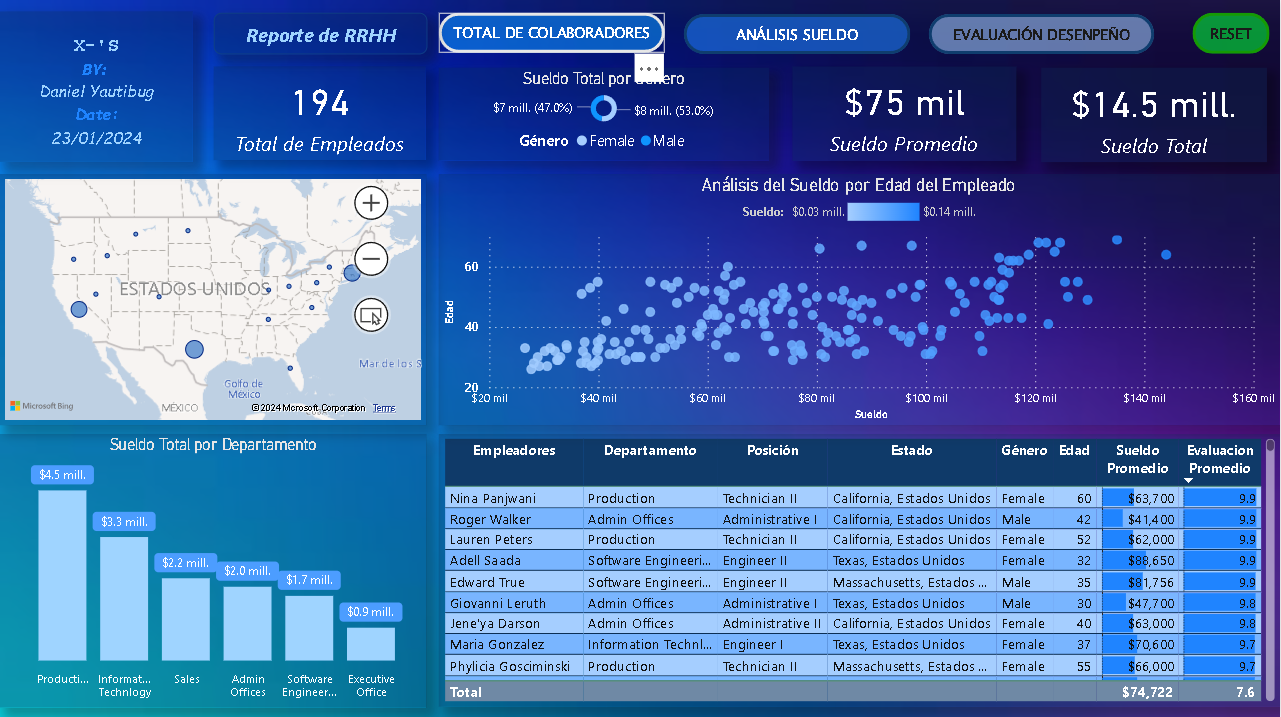 X-'S
BY:
Daniel Yautibug
Date:
23/01/2024
Reporte de RRHH
TOTAL DE COLABORADORES
ANÁLISIS SUELDO
EVALUACIÓN DESENPEÑO
RESET
194
Total de Empleados
Sueldo Total por Género
$7 mill. (47.0%)
$8 mill. (53.0%)
Género Female Male
$75 mil
Sueldo Promedio
$14.5 mill.
Sueldo Total
ESTADOS UNIDOS
Golfo de
México
MÉXICO
Mar de los S
Microsoft Bing
© 2024 Microsoft Corporation Terms
Análisis del Sueldo por Edad del Empleado
Sueldo: $0.03 mill. $0.14 mill.
Edad
60
40
20
$20 mil $40 mil $60 mil $80 mil $100 mil $120 mil $140 mil $160 mil
Sueldo
Sueldo Total por Departamento
$4.5 mill.
$3.3 mill.
$2.2 mill.
$2.0 mill.
$1.7 mill.
$0.9 mill.
Producti...
Informat...
Technlogy
Sales
Admin
Offices
Software
Engineer...
Executive
Office
Empleadores Departamento Posición Estado Género Edad Sueldo Promedio Evaluacion Promedio
Nina Panjwani Production Technician II California, Estados Unidos Female 60 $63,700 9.9
Roger Walker Admin Offices Administrative I California, Estados Unidos Male 42 $41,400 9.9
Lauren Peters Production Technician II California, Estados Unidos Female 52 $62,000 9.9
Adell Saada Software Engineeri... Engineer II Texas, Estados Unidos Female 32 $88,650 9.9
Edward True Software Engineeri... Engineer II Massachusetts, Estados ... Male 35 $81,756 9.9
Giovanni Leruth Admin Offices Administrative I Texas, Estados Unidos Male 30 $47,700 9.8
Jene'ya Darson Admin Offices Administrative II California, Estados Unidos Female 40 $63,000 9.8
Maria Gonzalez Information Techni... Engineer I Texas, Estados Unidos Female 37 $70,600 9.7
Phylicia Gosciminski Production Technician II Massachusetts, Estados ... Female 55 $66,000 9.7
Total $74,722 7.6